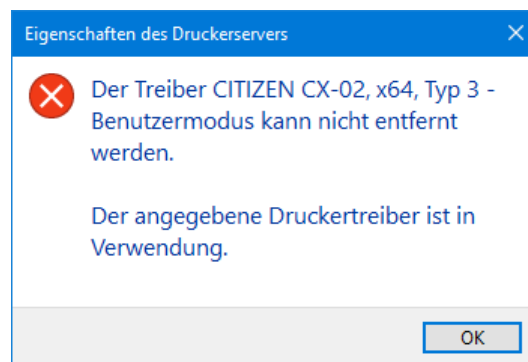 Eigenschaften des Druckerservers
Der Treiber CITIZEN CX-02, x64, Typ 3 -
Benutzermodus kann nicht entfernt
werden.
Der angegebene Druckertreiber ist in
Verwendung.
OK